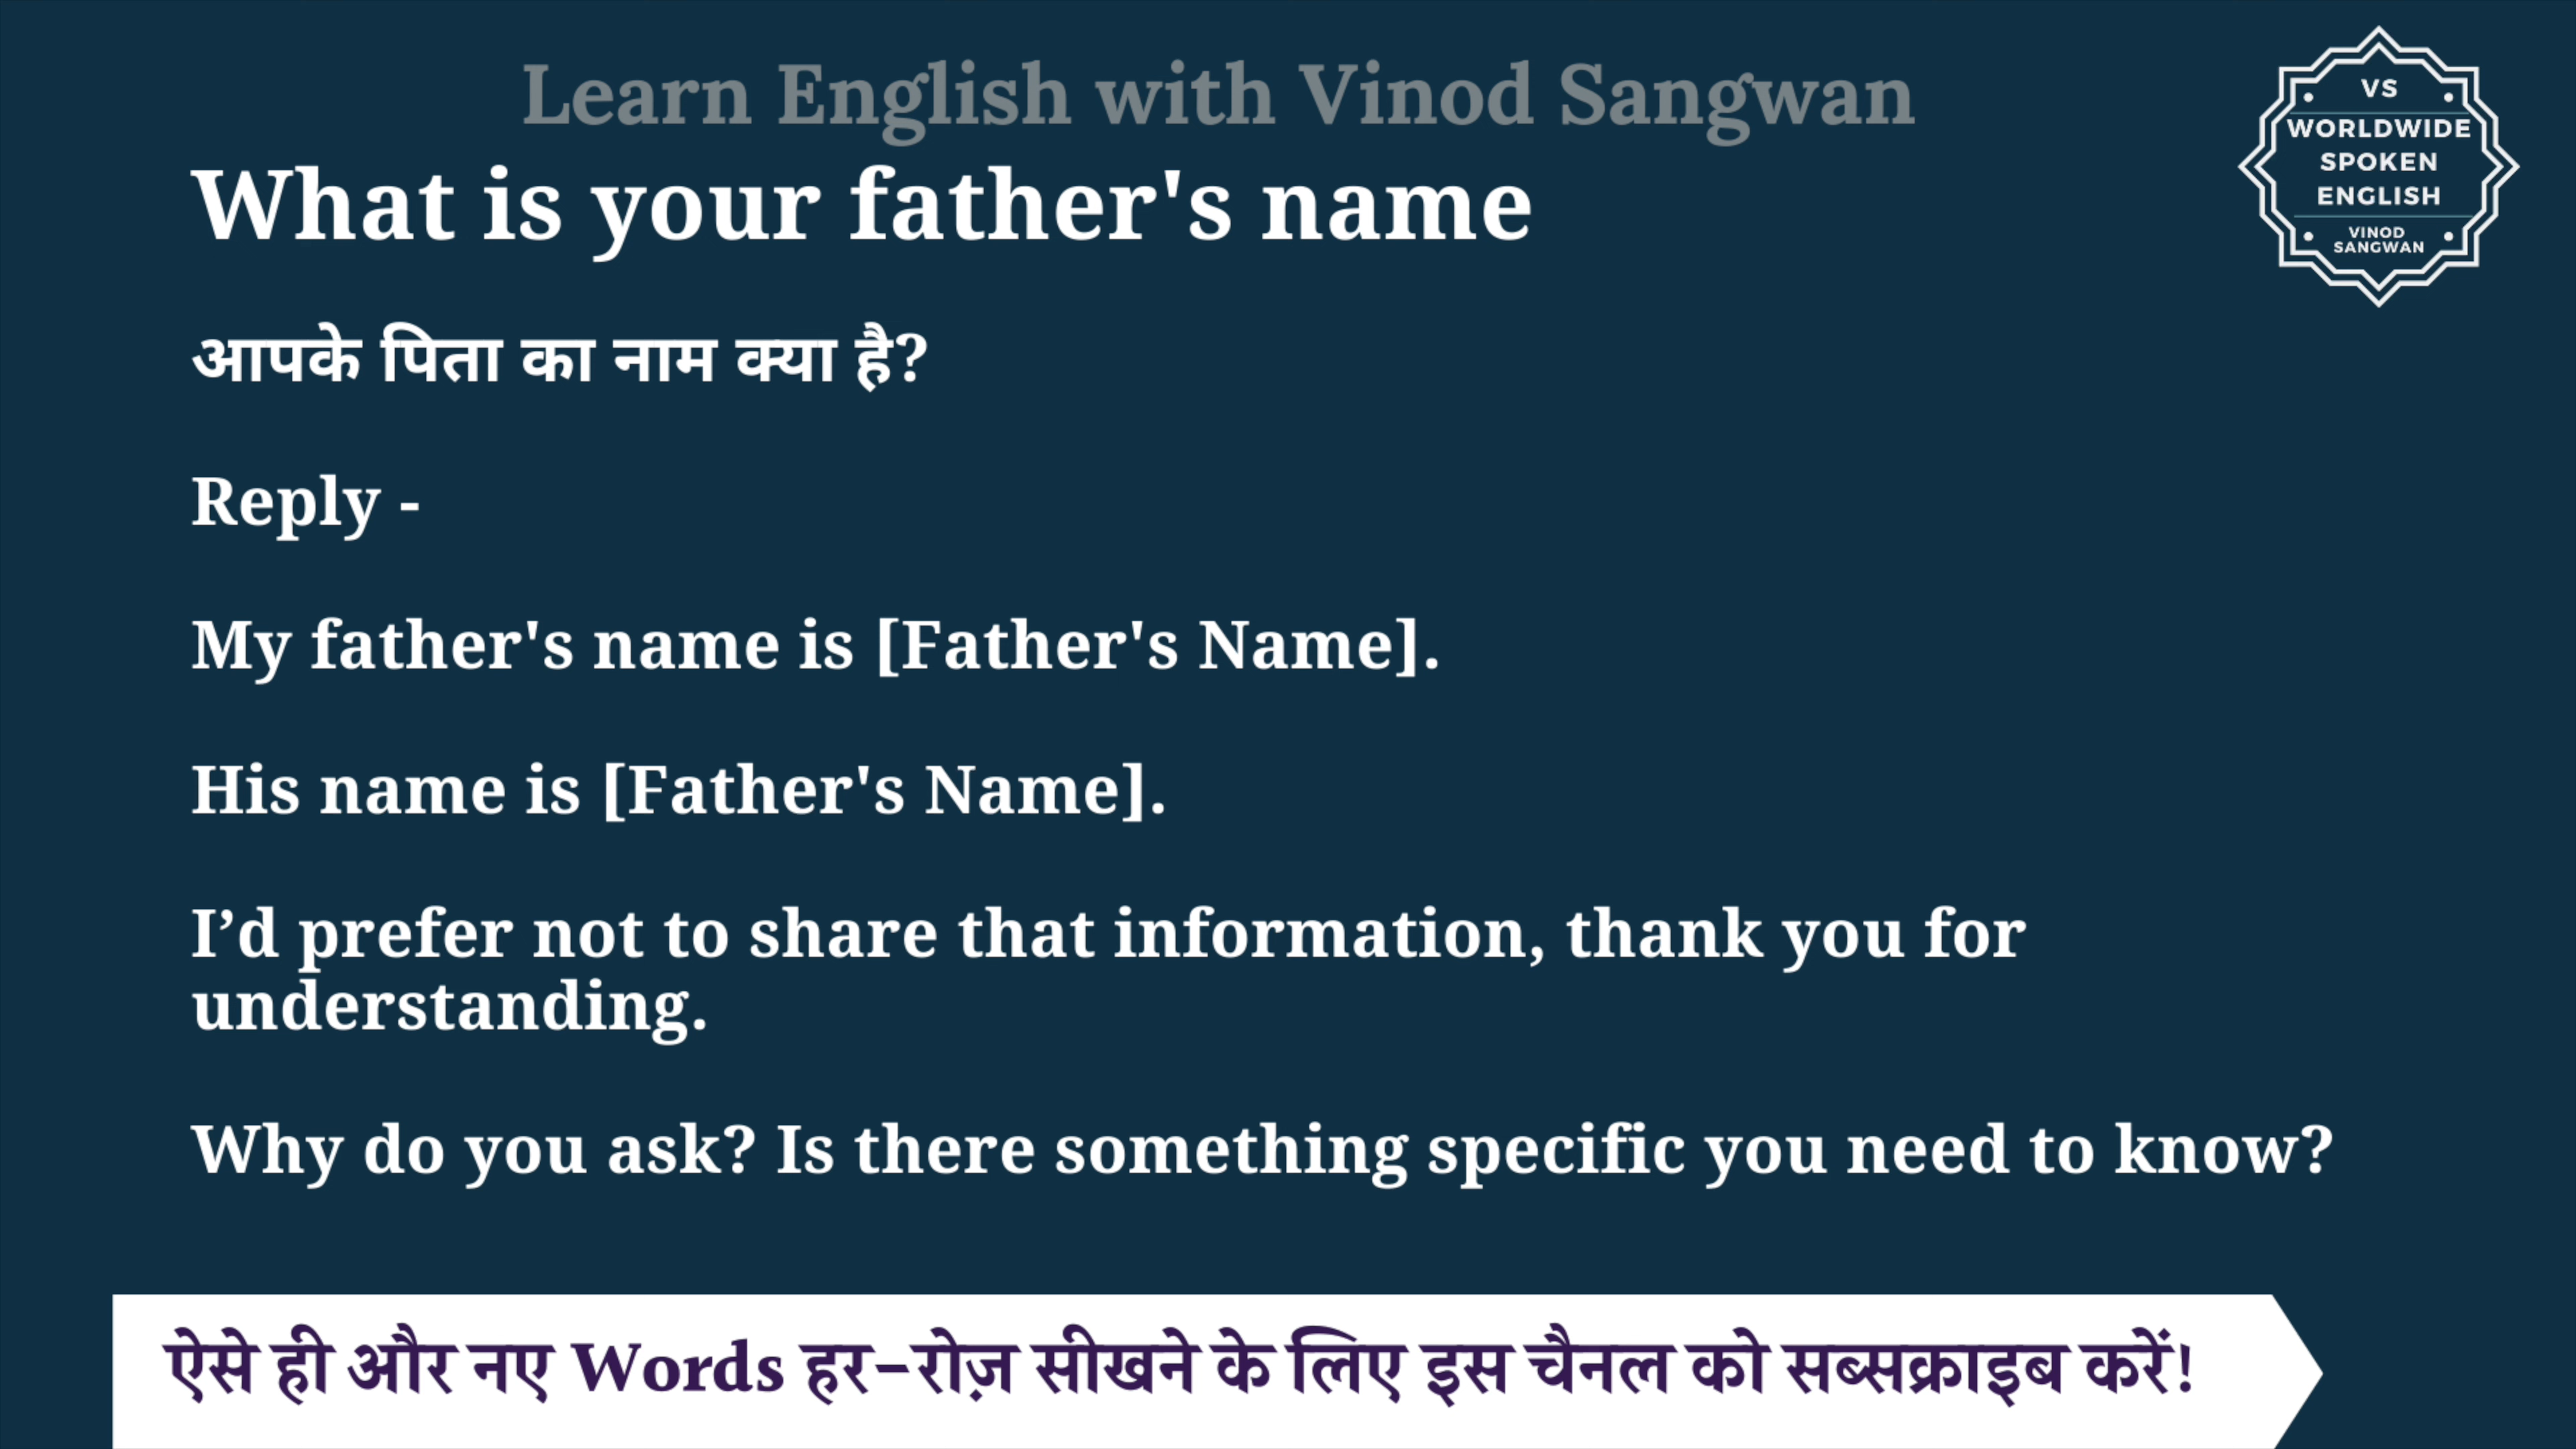 Learn English with Vinod Sangwan
What is your father's name
आपके पिता का नाम क्या है?
Reply -
My father's name is [Father's Name].
His name is [Father's Name].
I’d prefer not to share that information, thank you for
understanding.
Why do you ask? Is there something specific you need to know?
ऐसे ही और नए Words हर-रोज़ सीखने के लिए इस चैनल को सब्सक्राइब करें!
VS
WORLDWIDE
SPOKEN
ENGLISH
VINOD
SANGWAN